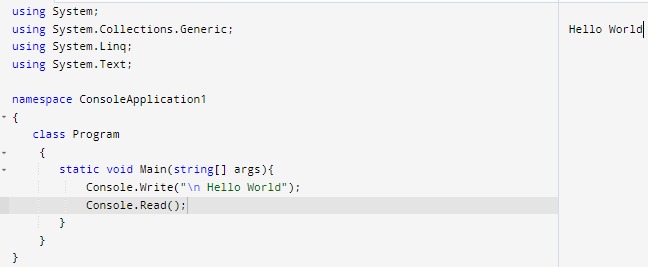 using System;
using System.Collections.Generic;
using System.Linq;
using System.Text;
namespace ConsoleApplication1
{
class Program
{
static void Main(string[] args){
Console.Write("\n Hello World");
Console.Read();
}
}
}
Hello World